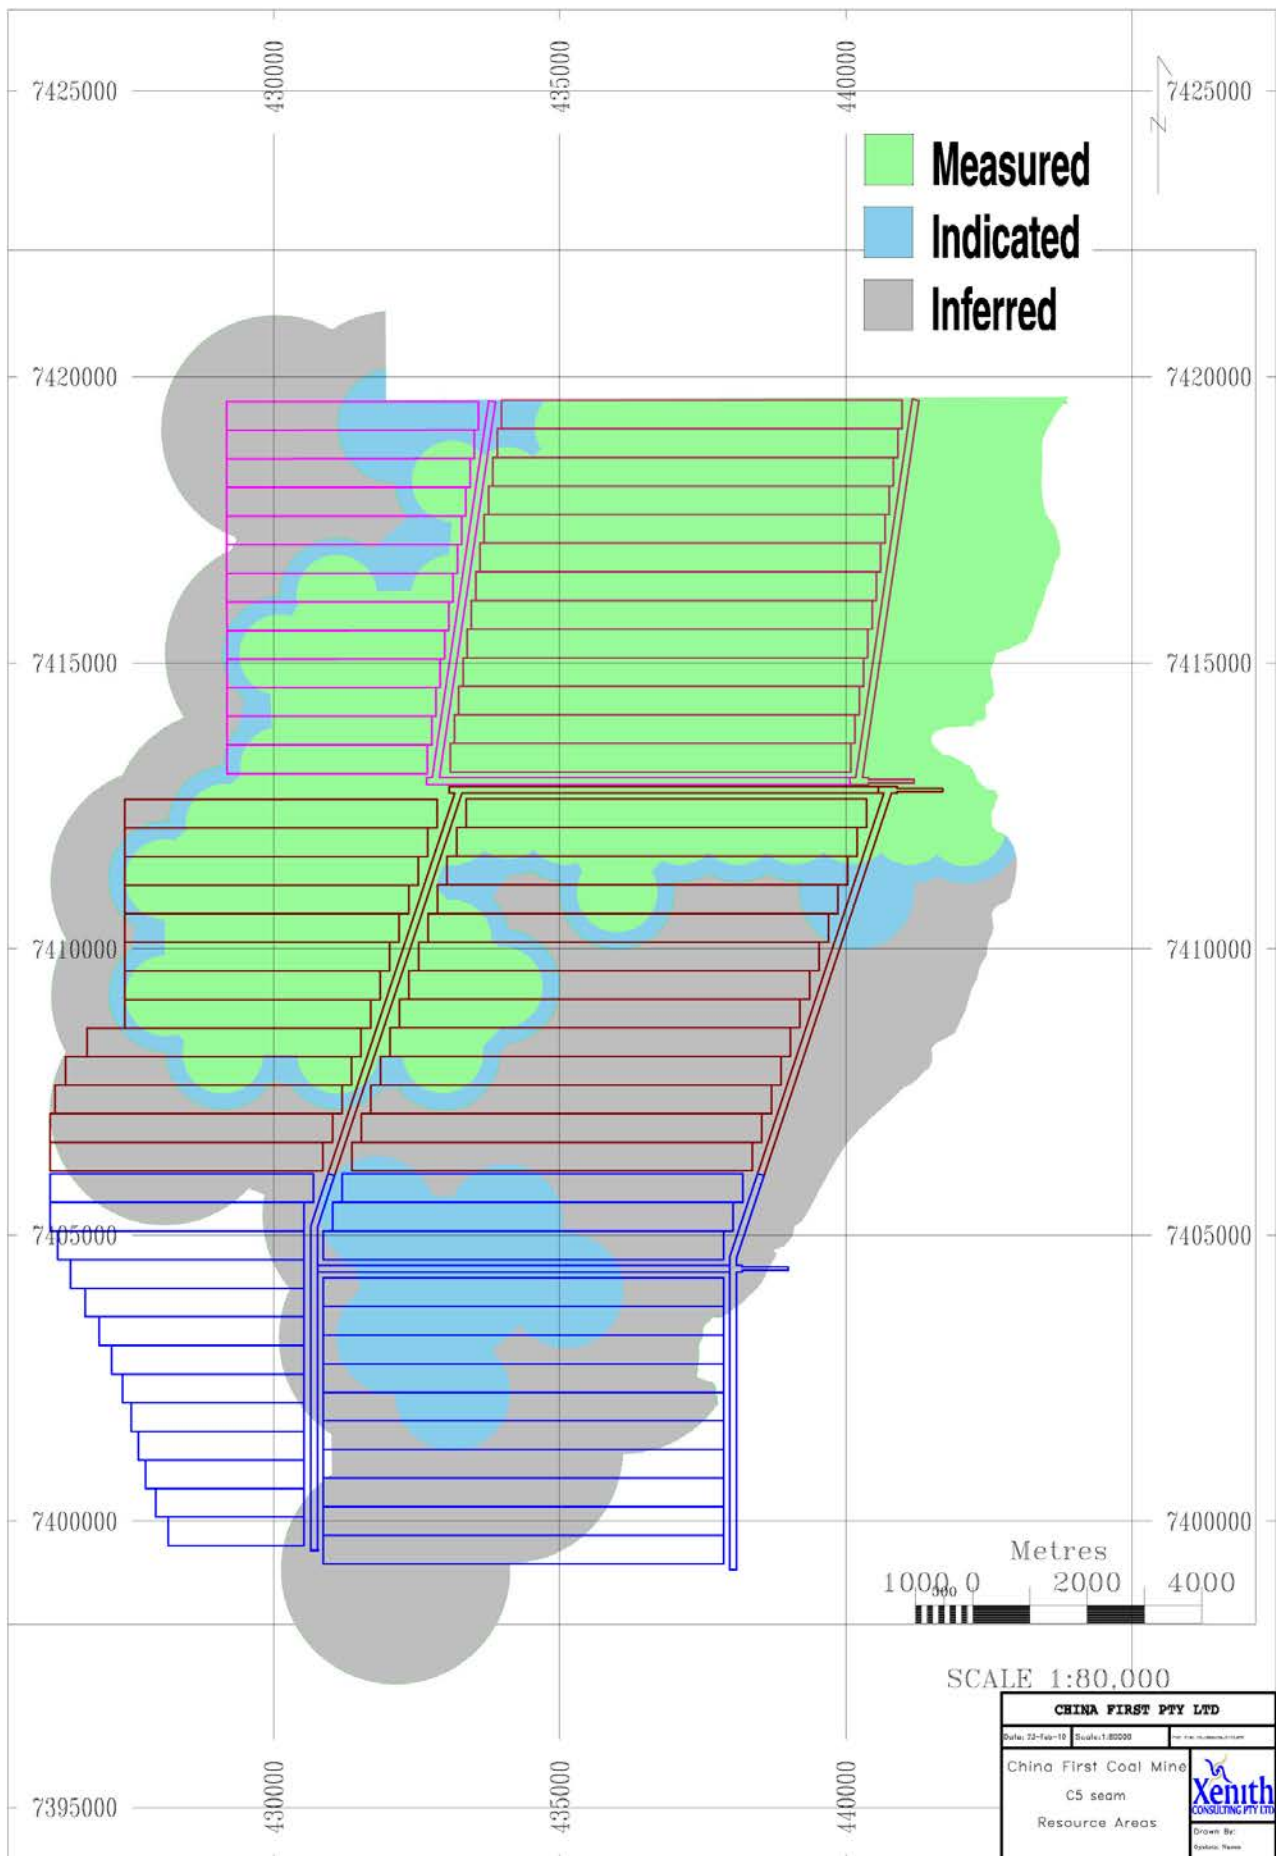 430000
435000
440000
7425000
7425000
N
Measured
Indicated
Inferred
7420000
7420000
7415000
7415000
7410000
7410000
7405000
7405000
7400000
7400000
Metres
1000 500 0 2000 4000
SCALE 1:80,000
CHINA FIRST PTY LTD
Scale:1:80000
China First Coal Mine
C5 seam
Resource Areas
Xenith
CONSULTING PTY LTD
Drown By:
7395000
430000
435000
440000